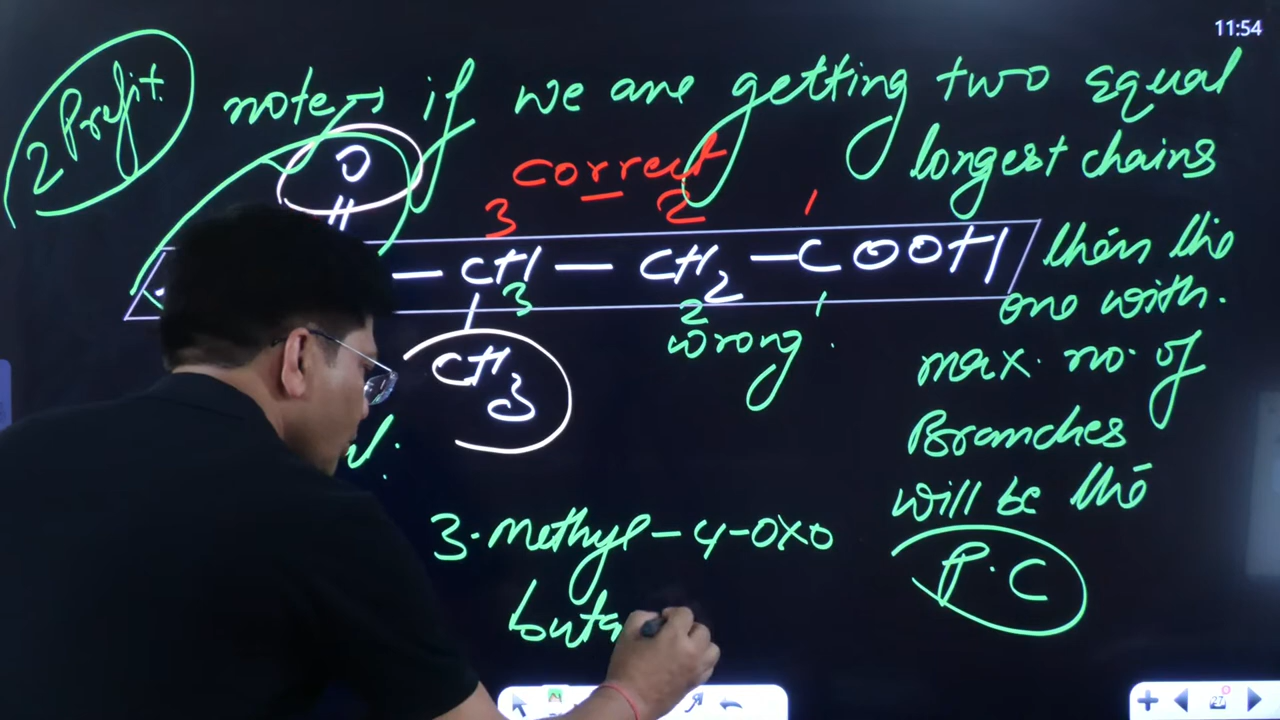 11:54
2 Prefix
note → if we are getting two equal
longest chains
then the
one with.
max. no. of
Branches
will be the
P.C
correct
3 2 1
O
||
— CH — CH2 — COOH
3 2 1
wrong.
CH3
3-methyl-4-oxo
buta
27